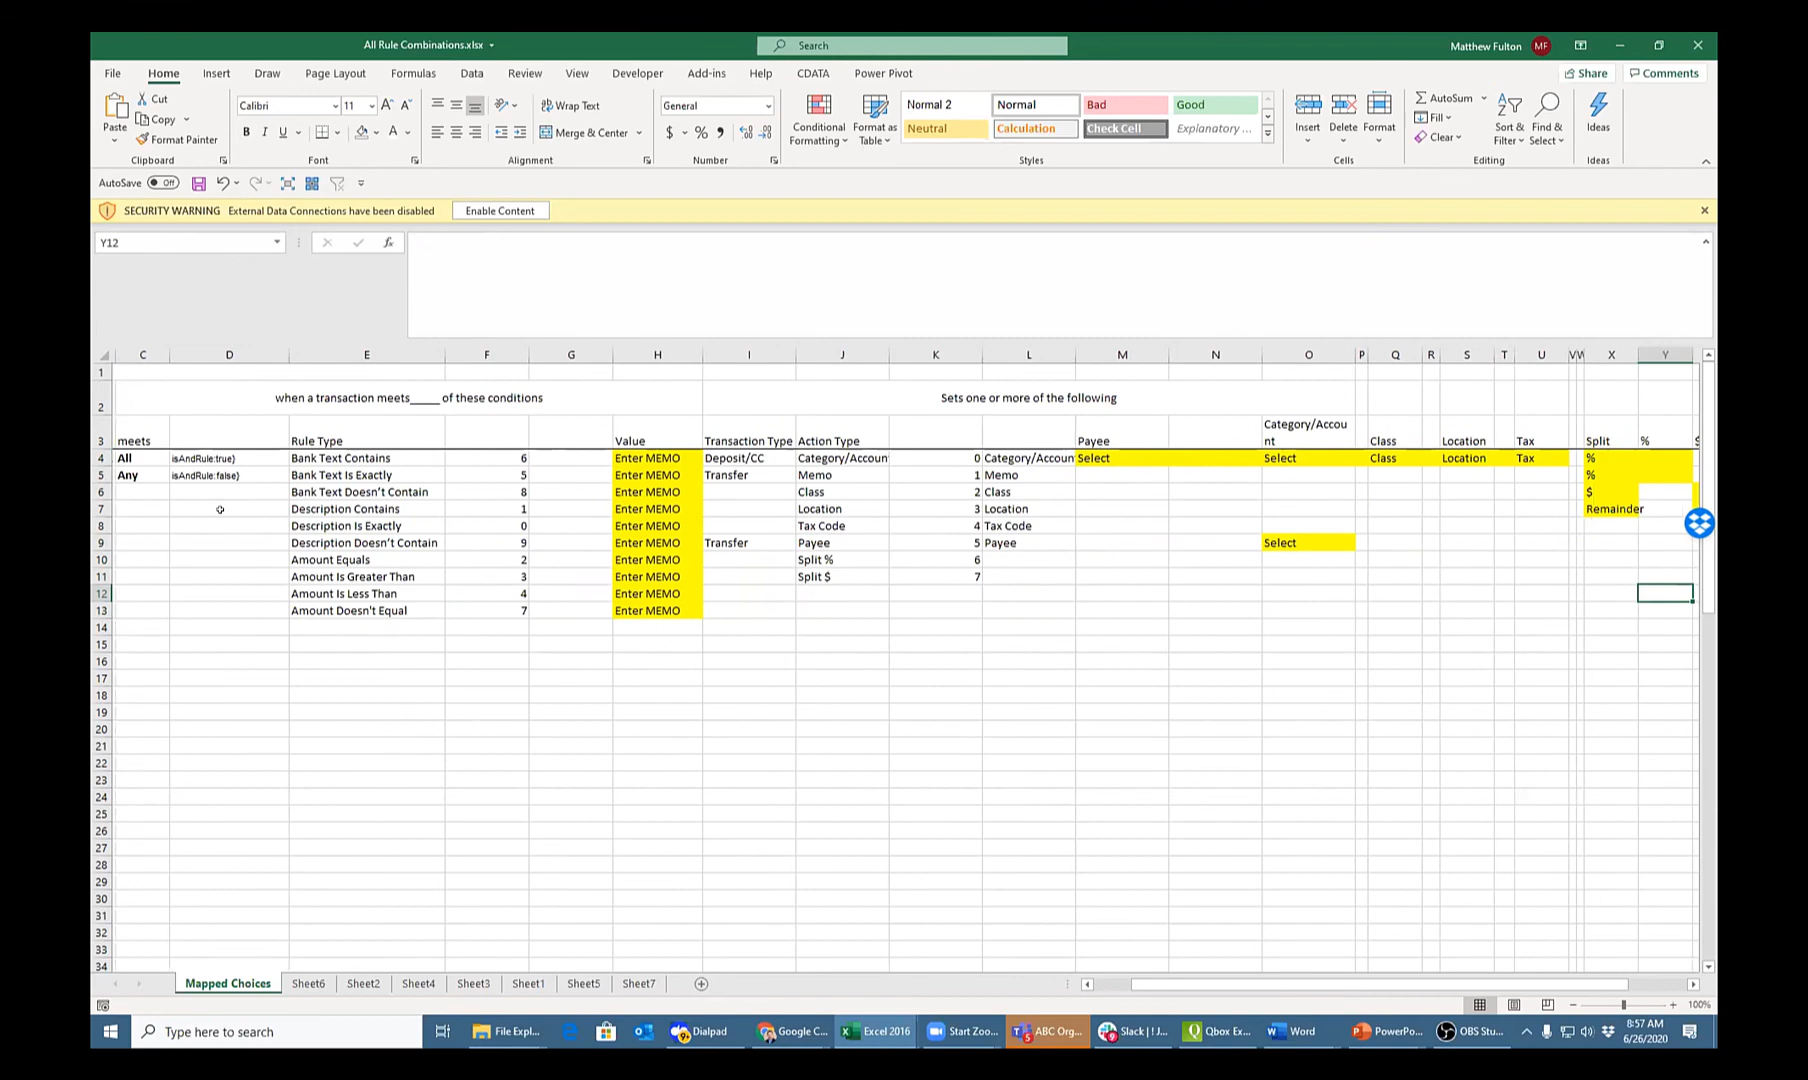 All Rule Combinations.xlsx
Search
Matthew Fulton MF
File Home Insert Draw Page Layout Formulas Data Review View Developer Add-ins Help CDATA Power Pivot
Share Comments
Paste Cut Copy Format Painter
Clipboard
Calibri 11
B I U
Font
Wrap Text
Merge & Center
Alignment
General
$ % ,
Number
Conditional Formatting
Format as Table
Normal 2 Normal Bad Good
Neutral Calculation Check Cell Explanatory ...
Styles
Insert Delete Format
Cells
AutoSum
Fill
Clear
Sort & Filter
Find & Select
Editing
Ideas
Ideas
AutoSave Off
SECURITY WARNING External Data Connections have been disabled Enable Content
Y12 fx
C D E F G H I J K L M N O P Q R S T U V W X Y
1
2 when a transaction meets_____ of these conditions Sets one or more of the following
3 meets Rule Type Value Transaction Type Action Type Payee Category/Account Class Location Tax Split % $
4 All isAndRule:true} Bank Text Contains 6 Enter MEMO Deposit/CC Category/Accoun 0 Category/Accoun Select Select Class Location Tax %
5 Any isAndRule:false} Bank Text Is Exactly 5 Enter MEMO Transfer Memo 1 Memo %
6 Bank Text Doesn't Contain 8 Enter MEMO Class 2 Class $
7 Description Contains 1 Enter MEMO Location 3 Location Remainder
8 Description Is Exactly 0 Enter MEMO Tax Code 4 Tax Code
9 Description Doesn't Contain 9 Enter MEMO Transfer Payee 5 Payee Select
10 Amount Equals 2 Enter MEMO Split % 6
11 Amount Is Greater Than 3 Enter MEMO Split $ 7
12 Amount Is Less Than 4 Enter MEMO
13 Amount Doesn't Equal 7 Enter MEMO
14
15
16
17
18
19
20
21
22
23
24
25
26
27
28
29
30
31
32
33
34
Mapped Choices Sheet6 Sheet2 Sheet4 Sheet3 Sheet1 Sheet5 Sheet7
100%
Type here to search
File Expl... Dialpad Google C... Excel 2016 Start Zoo... ABC Org... Slack | ! J... Qbox Ex... Word PowerPo... OBS Stu...
8:57 AM
6/26/2020